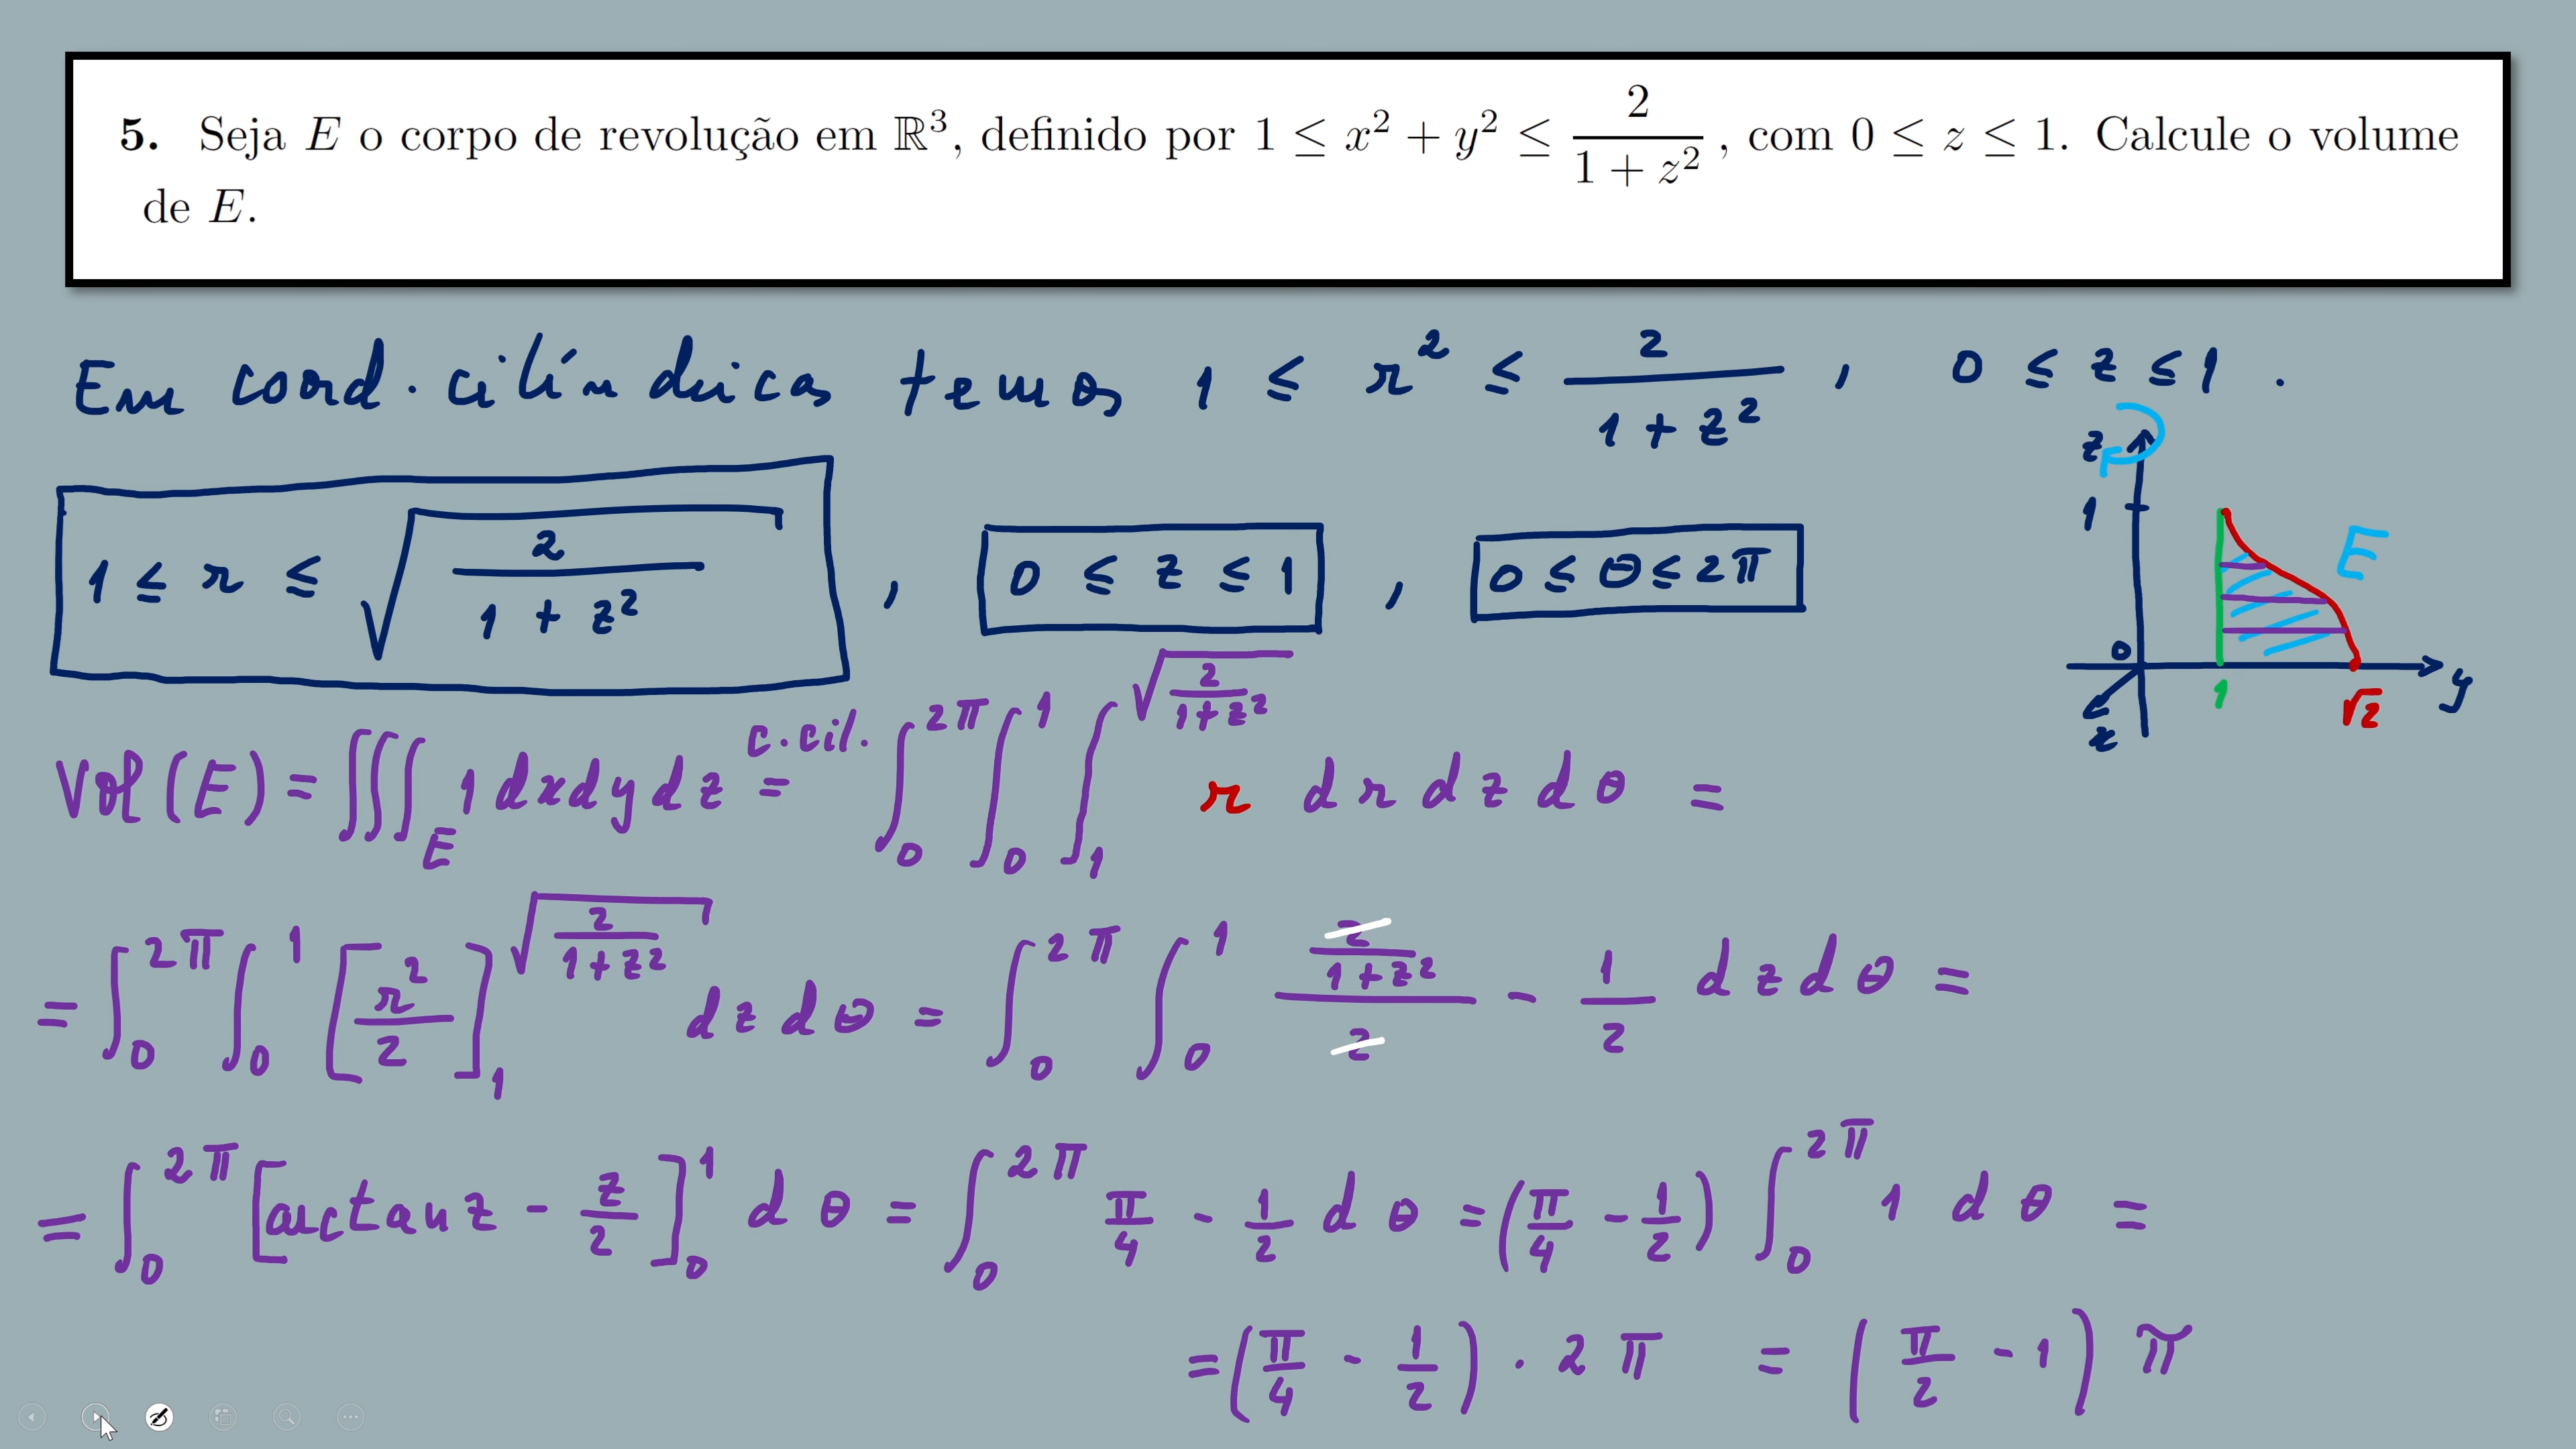 5. Seja E o corpo de revolução em ℝ³, definido por 1 ≤ x² + y² ≤ 2/(1 + z²), com 0 ≤ z ≤ 1. Calcule o volume
de E.
Em coord. cilíndricas temos 1 ≤ r² ≤ 2/(1 + z²), 0 ≤ z ≤ 1.
1 ≤ r ≤ √(2/(1 + z²)), 0 ≤ z ≤ 1, 0 ≤ θ ≤ 2π
z
1
E
0
y
1
√2
x
Vol(E) = ∭_E 1 dx dy dz =^{c.cil.} ∫_0^{2π} ∫_0^1 ∫_1^{√(2/(1+z²))} r dr dz dθ =
= ∫_0^{2π} ∫_0^1 [r²/2]_1^{√(2/(1+z²))} dz dθ = ∫_0^{2π} ∫_0^1 (2/(1+z²))/2 - 1/2 dz dθ =
= ∫_0^{2π} [arctan z - z/2]_0^1 dθ = ∫_0^{2π} π/4 - 1/2 dθ = (π/4 - 1/2) ∫_0^{2π} 1 dθ =
= (π/4 - 1/2) · 2π = (π/2 - 1) π